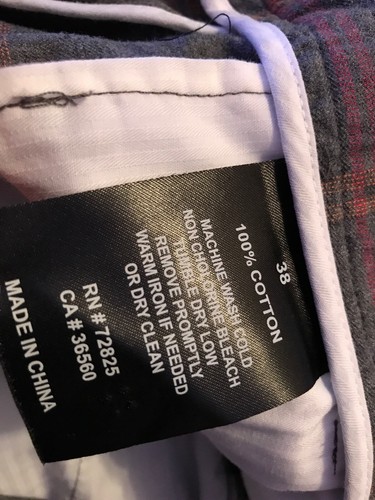 38
100% COTTON
MACHINE WASH COLD
NON CHOLORINE BLEACH
TUMBLE DRY LOW
REMOVE PROMPTLY
WARM IRON IF NEEDED
OR DRY CLEAN
RN # 72825
CA # 36560
MADE IN CHINA